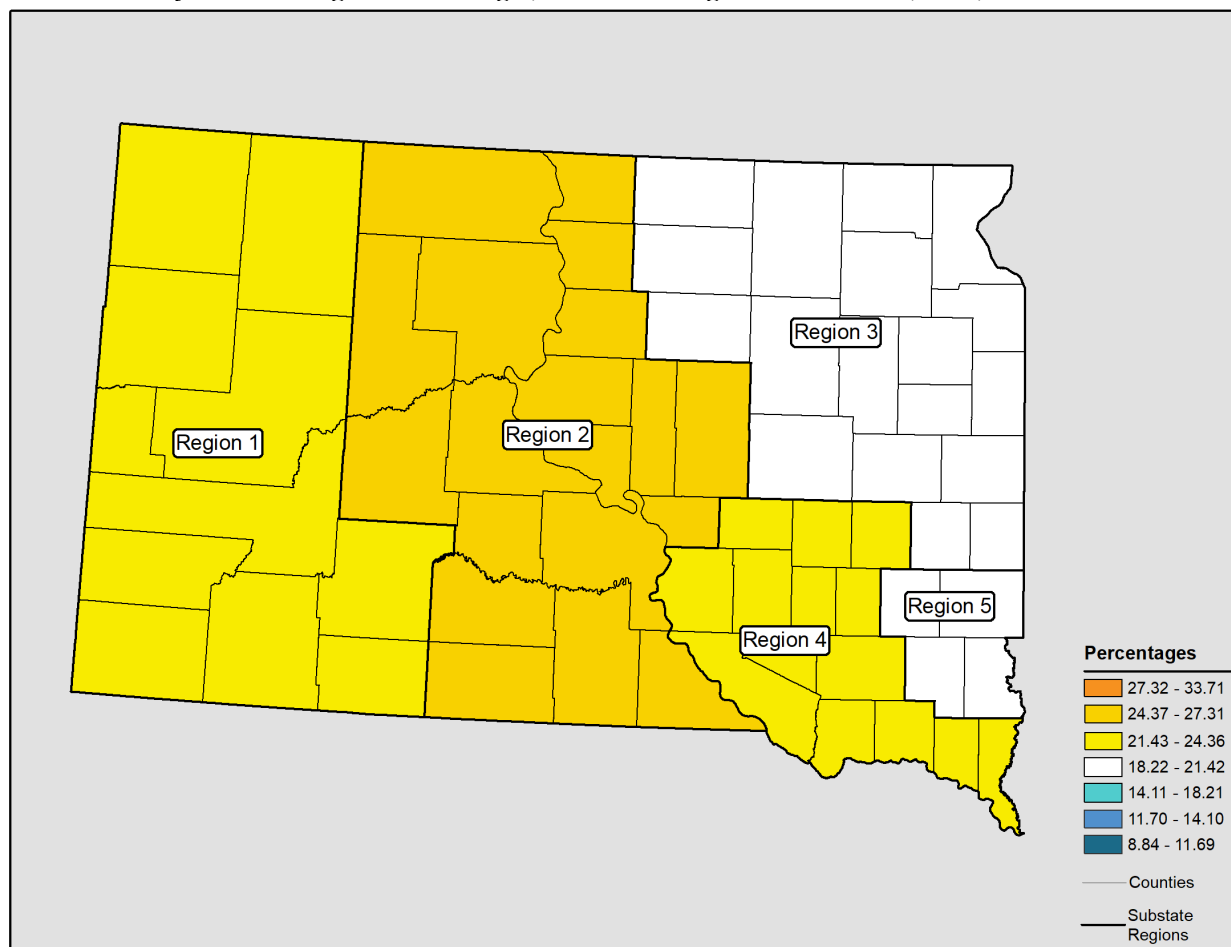 Region 3
Region 2
Region 1
Region 5
Region 4
Percentages
27.32 - 33.71
24.37 - 27.31
21.43 - 24.36
18.22 - 21.42
14.11 - 18.21
11.70 - 14.10
8.84 - 11.69
Counties
Substate
Regions